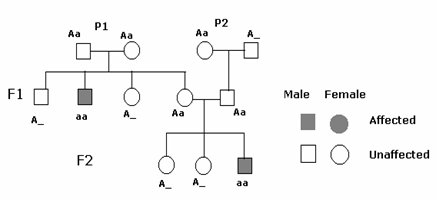 P1 P2
Aa Aa Aa A_
F1 Male Female
A_ aa A_ Aa Aa Affected
F2 Unaffected
A_ A_ aa